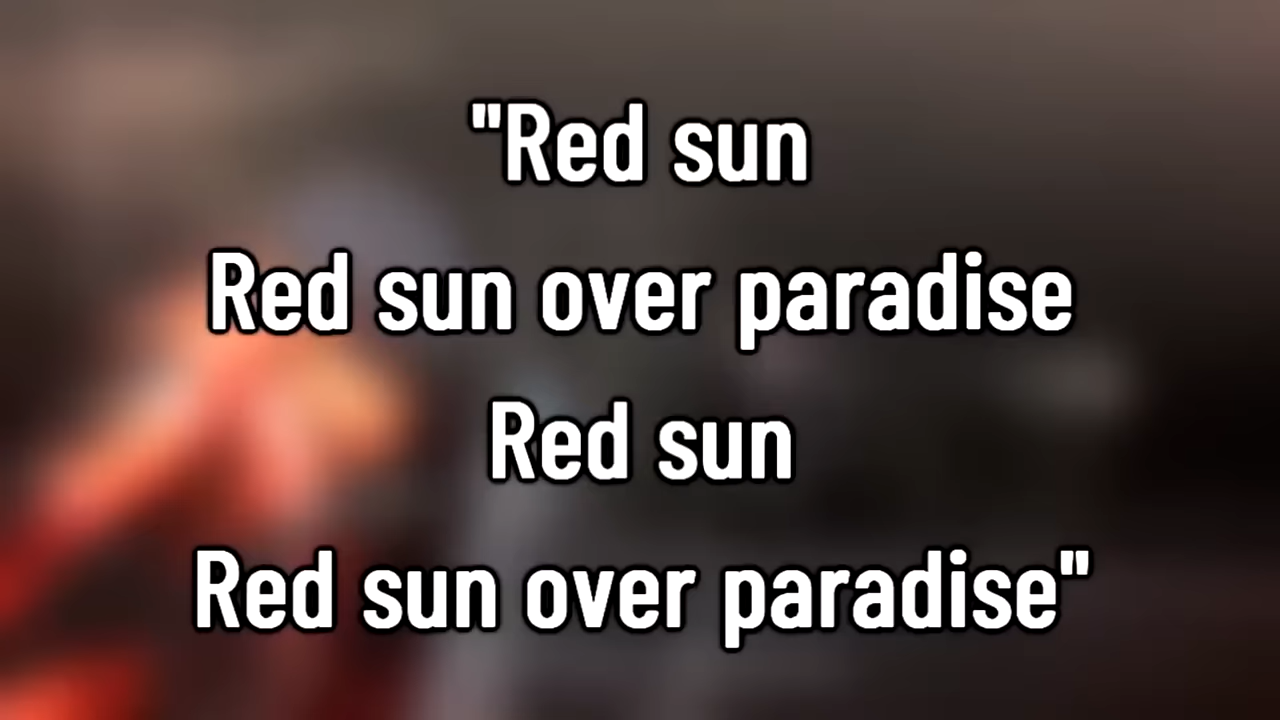 "Red sun
Red sun over paradise
Red sun
Red sun over paradise"